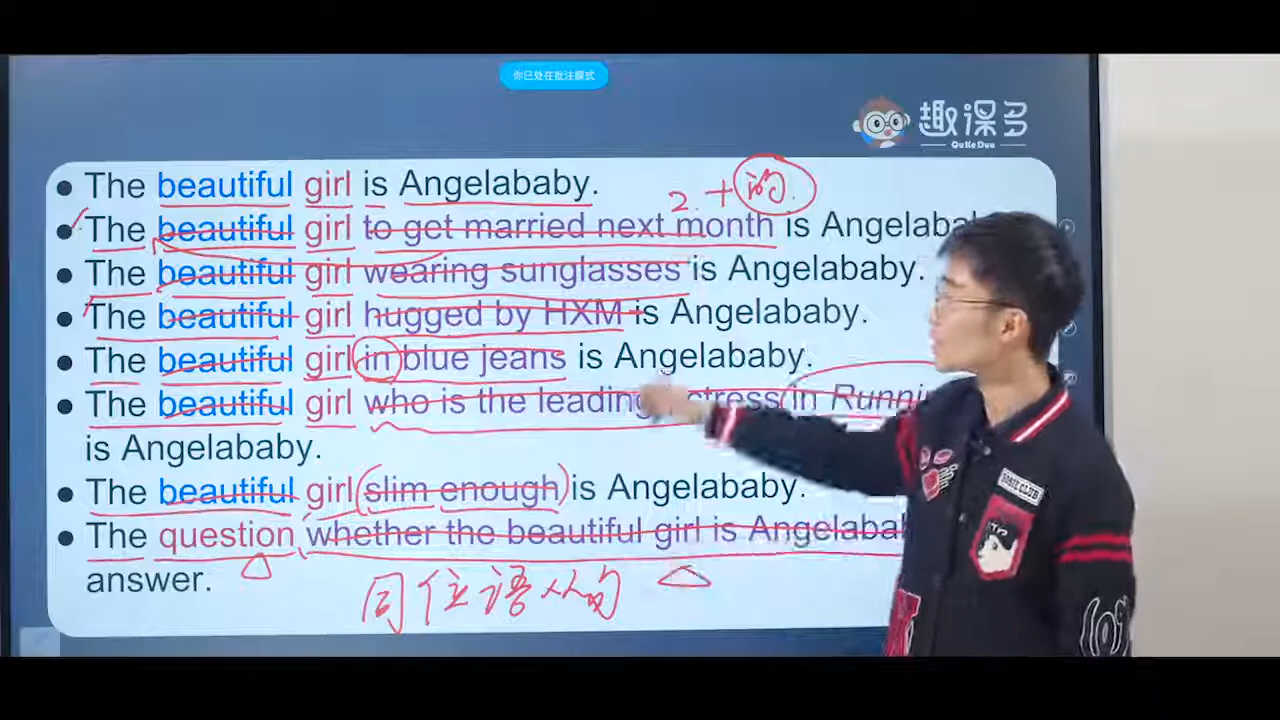 你已处在批注模式
趣课多
QuKeDuo
The beautiful girl is Angelababy.
2. + 的
The beautiful girl to get married next month is
The beautiful girl wearing sunglasses is Angelababy.
The beautiful girl hugged by HXM is Angelababy.
The beautiful girl in blue jeans is Angelababy.
The beautiful girl who is the leading in
is Angelababy.
The beautiful girl slim enough is Angelababy.
The question whether the beautiful girl is
answer.
同位语从句